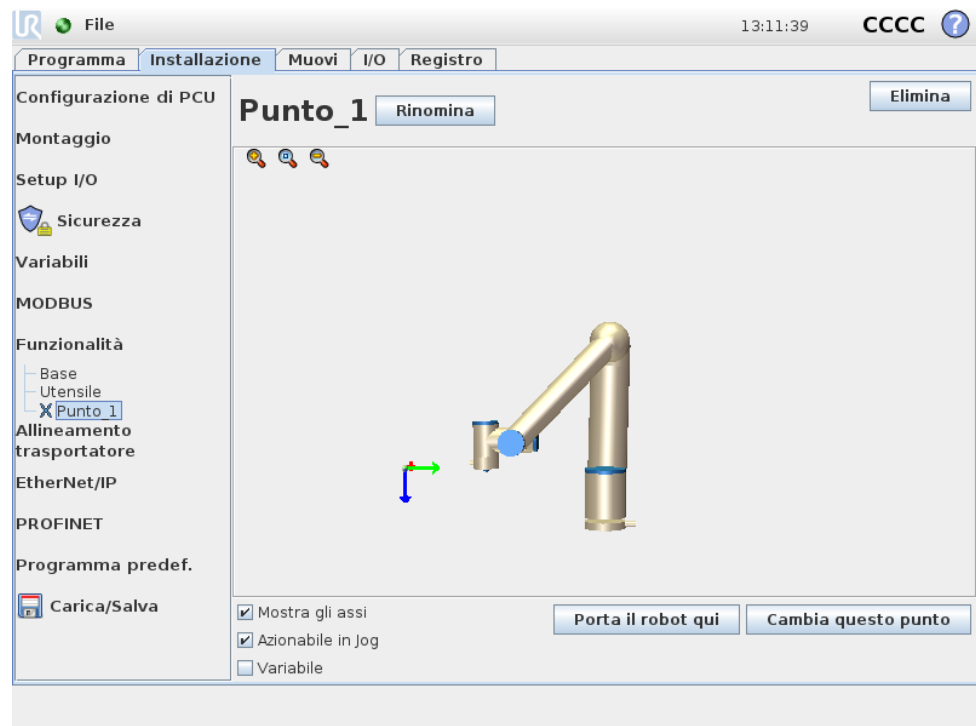 UR File 13:11:39 CCCC ?
Programma Installazione Muovi I/O Registro
Configurazione di PCU
Montaggio
Setup I/O
Sicurezza
Variabili
MODBUS
Funzionalità
Base
Utensile
Punto_1
Allineamento
trasportatore
EtherNet/IP
PROFINET
Programma predef.
Carica/Salva
Punto_1 Rinomina Elimina
Mostra gli assi
Azionabile in Jog
Variabile
Porta il robot qui Cambia questo punto